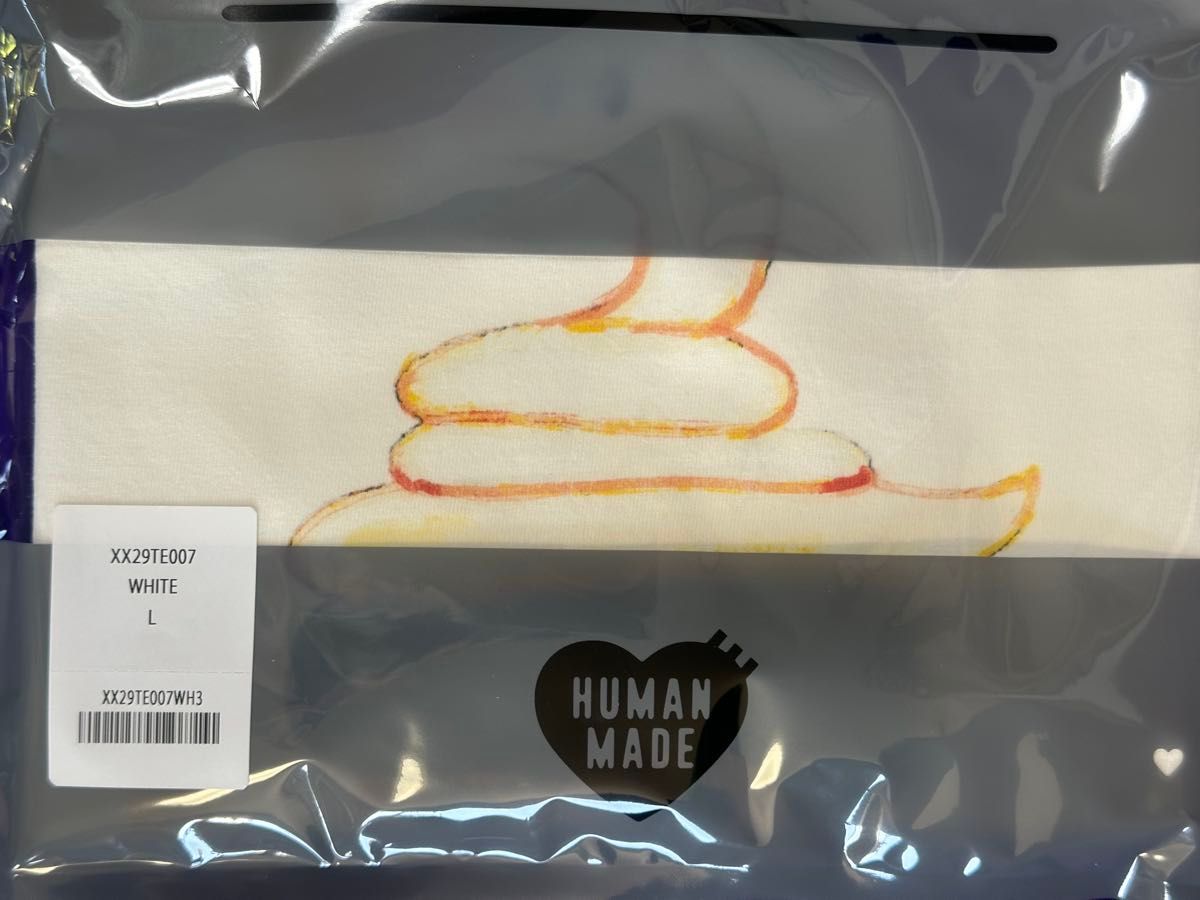 XX29TE007
WHITE
L
XX29TE007WH3
HUMAN
MADE